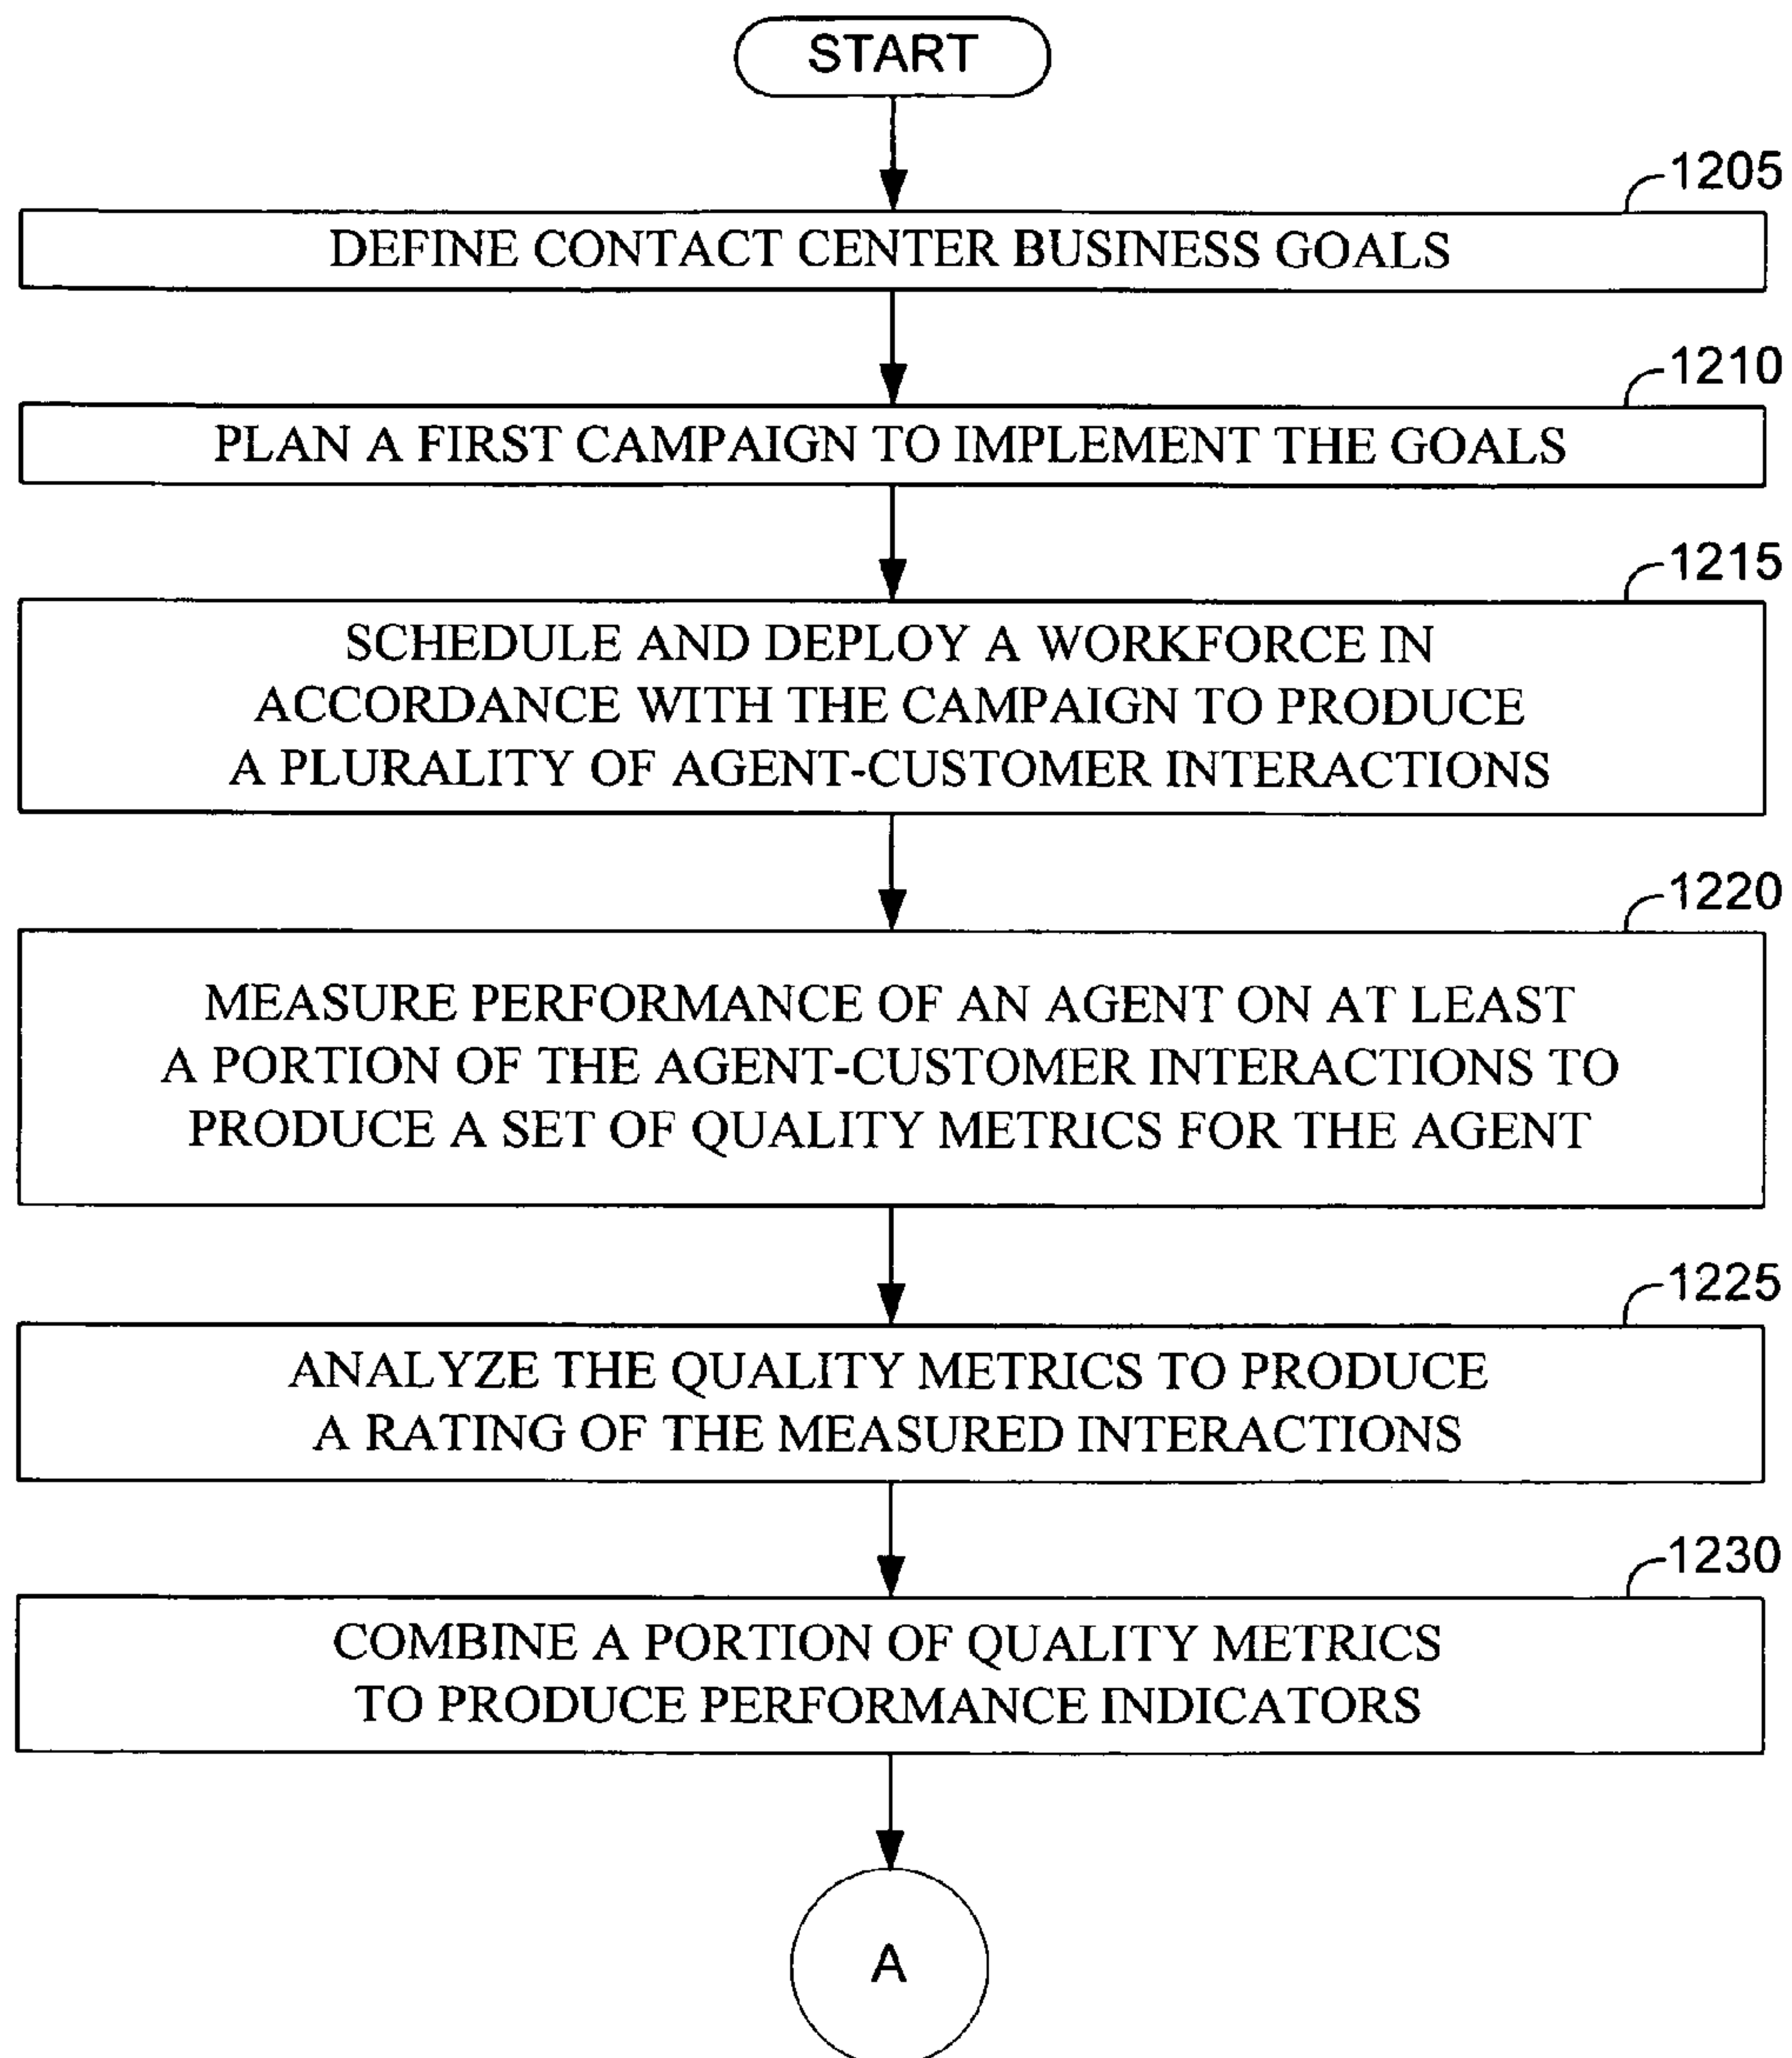 START
1205
DEFINE CONTACT CENTER BUSINESS GOALS
1210
PLAN A FIRST CAMPAIGN TO IMPLEMENT THE GOALS
1215
SCHEDULE AND DEPLOY A WORKFORCE IN
ACCORDANCE WITH THE CAMPAIGN TO PRODUCE
A PLURALITY OF AGENT-CUSTOMER INTERACTIONS
1220
MEASURE PERFORMANCE OF AN AGENT ON AT LEAST
A PORTION OF THE AGENT-CUSTOMER INTERACTIONS TO
PRODUCE A SET OF QUALITY METRICS FOR THE AGENT
1225
ANALYZE THE QUALITY METRICS TO PRODUCE
A RATING OF THE MEASURED INTERACTIONS
1230
COMBINE A PORTION OF QUALITY METRICS
TO PRODUCE PERFORMANCE INDICATORS
A